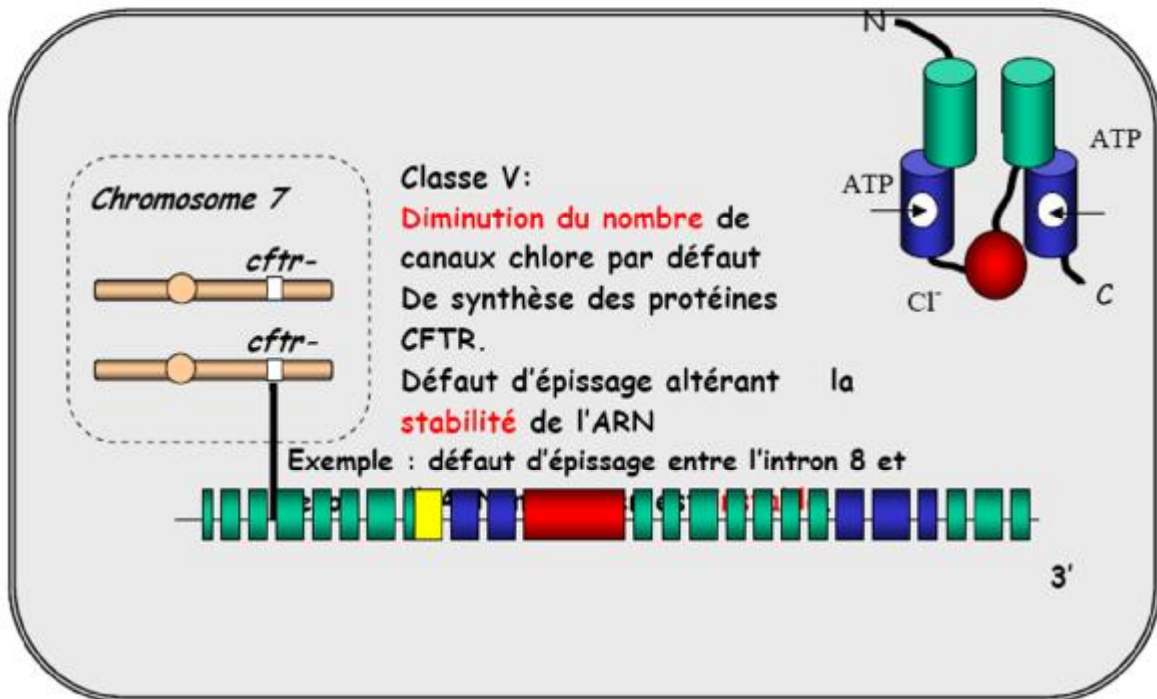 N
ATP
ATP
Cl⁻
C
Chromosome 7
cftr-
cftr-
Classe V:
Diminution du nombre de
canaux chlore par défaut
De synthèse des protéines
CFTR.
Défaut d'épissage altérant la
stabilité de l'ARN
Exemple : défaut d'épissage entre l'intron 8 et
3'